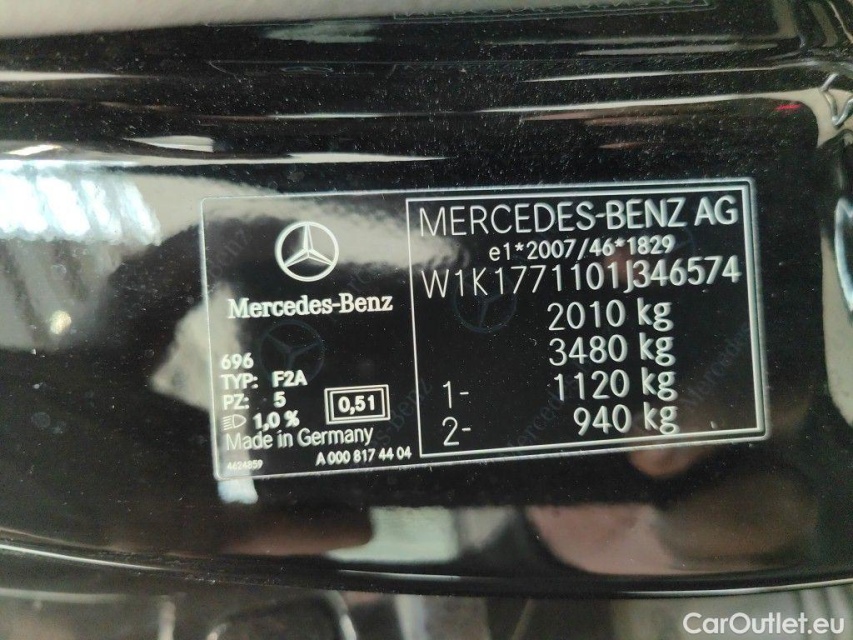 Mercedes-Benz
696
TYP: F2A
PZ: 5
1,0 %
0,51
Made in Germany
4624859
A 000 817 44 04
MERCEDES-BENZ AG
e1*2007/46*1829
W1K1771101J346574
2010 kg
3480 kg
1- 1120 kg
2- 940 kg
CarOutlet.eu